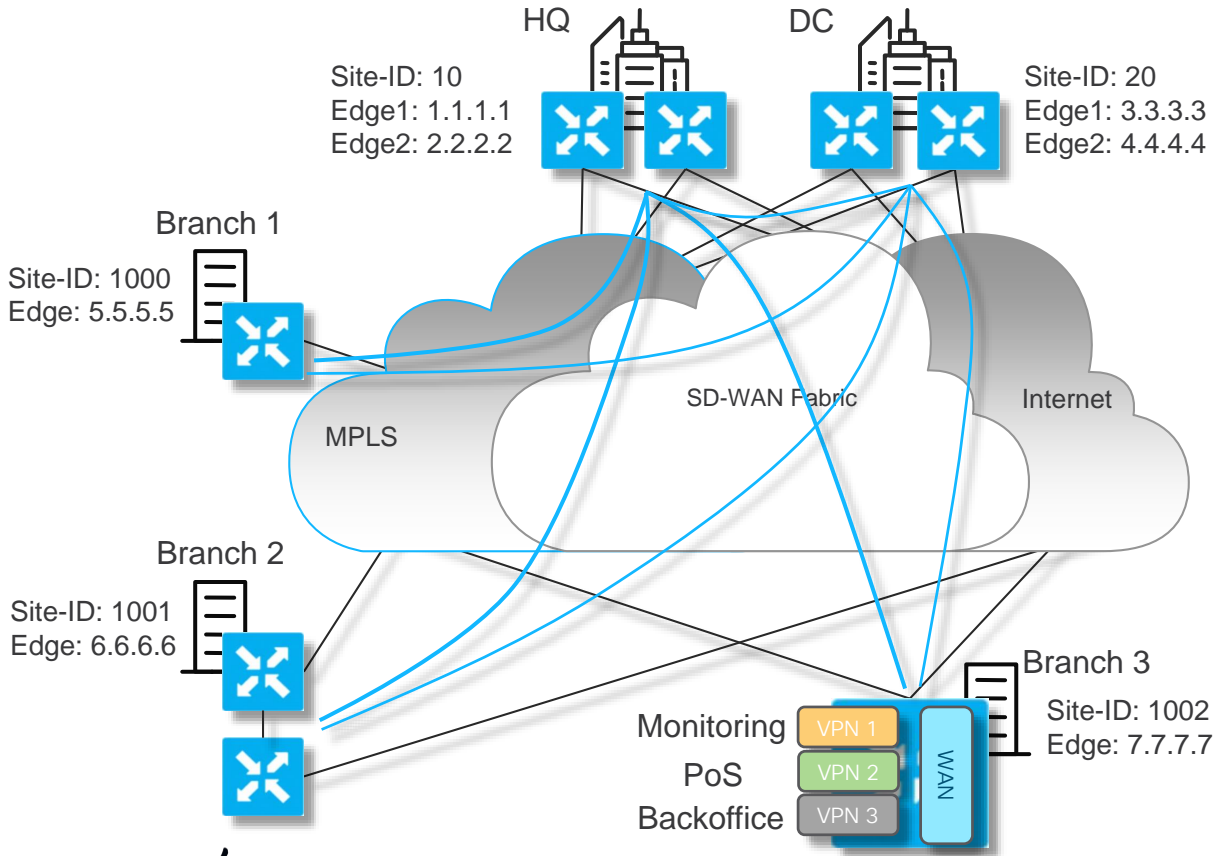 HQ
DC
Site-ID: 10
Edge1: 1.1.1.1
Edge2: 2.2.2.2
Site-ID: 20
Edge1: 3.3.3.3
Edge2: 4.4.4.4
Branch 1
Site-ID: 1000
Edge: 5.5.5.5
SD-WAN Fabric
Internet
MPLS
Branch 2
Site-ID: 1001
Edge: 6.6.6.6
Branch 3
Site-ID: 1002
Edge: 7.7.7.7
Monitoring
VPN 1
PoS
VPN 2
Backoffice
VPN 3
WAN